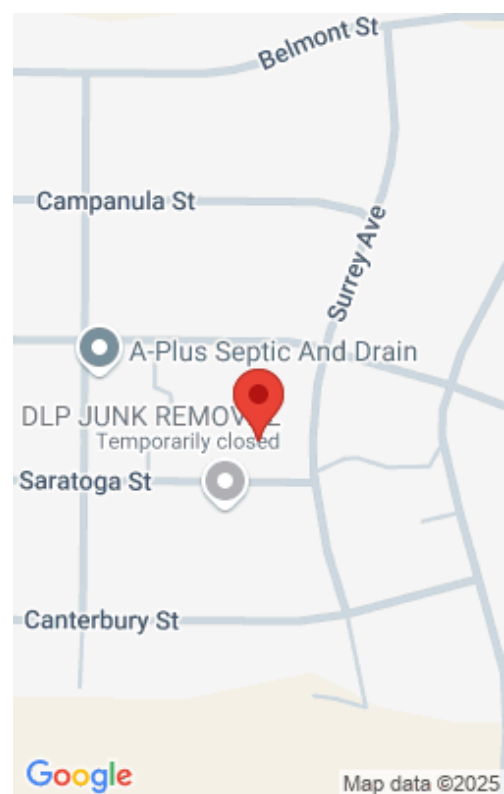 Belmont St
Campanula St
Surrey Ave
A-Plus Septic And Drain
DLP JUNK REMOVAL
Temporarily closed
Saratoga St
Canterbury St
Google
Map data ©2025